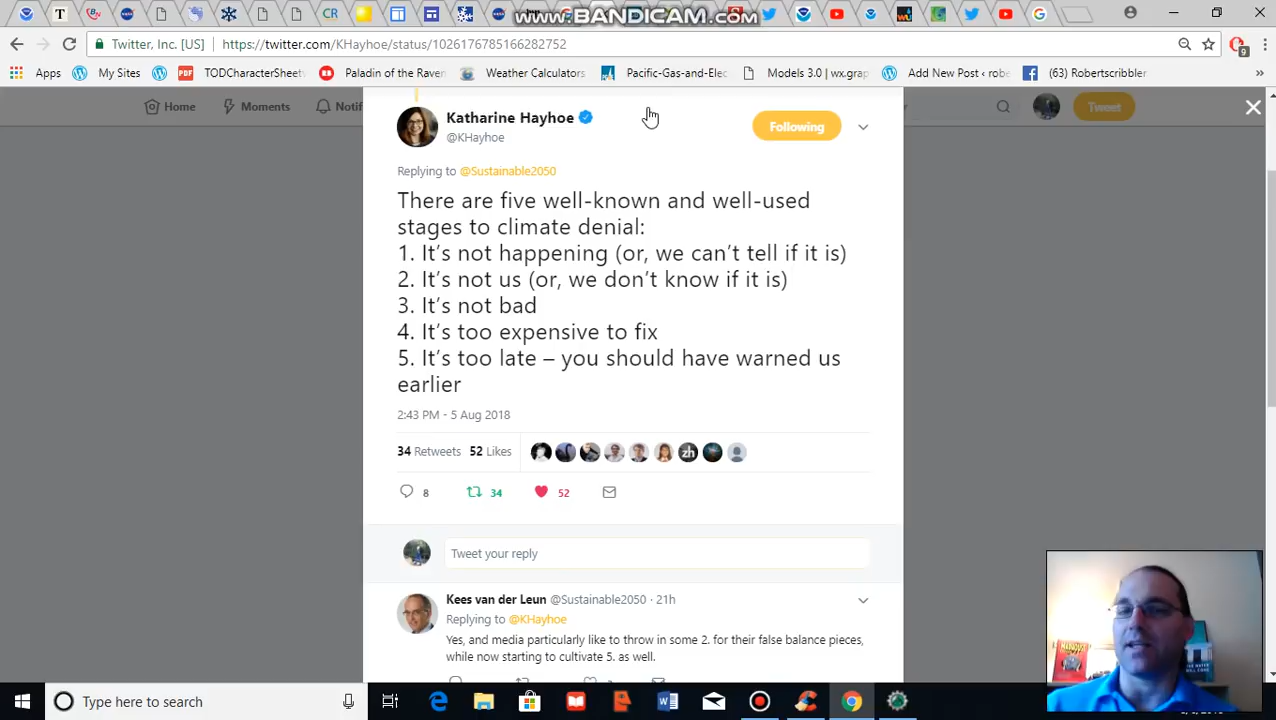 www.BANDICAM.com
Twitter, Inc. [US] https://twitter.com/KHayhoe/status/1026176785166282752
Apps My Sites TODCharacterSheet Paladin of the Raven Weather Calculators Pacific-Gas-and-Elec Models 3.0 | wx.grap Add New Post ‹ robe (63) Robertscribbler »
Home Moments Notif Tweet
Katharine Hayhoe
@KHayhoe
Following
Replying to @Sustainable2050
There are five well-known and well-used
stages to climate denial:
1. It's not happening (or, we can't tell if it is)
2. It's not us (or, we don't know if it is)
3. It's not bad
4. It's too expensive to fix
5. It's too late – you should have warned us
earlier
2:43 PM - 5 Aug 2018
34 Retweets 52 Likes
zh
8 34 52
Tweet your reply
Kees van der Leun @Sustainable2050 · 21h
Replying to @KHayhoe
Yes, and media particularly like to throw in some 2. for their false balance pieces,
while now starting to cultivate 5. as well.
Type here to search